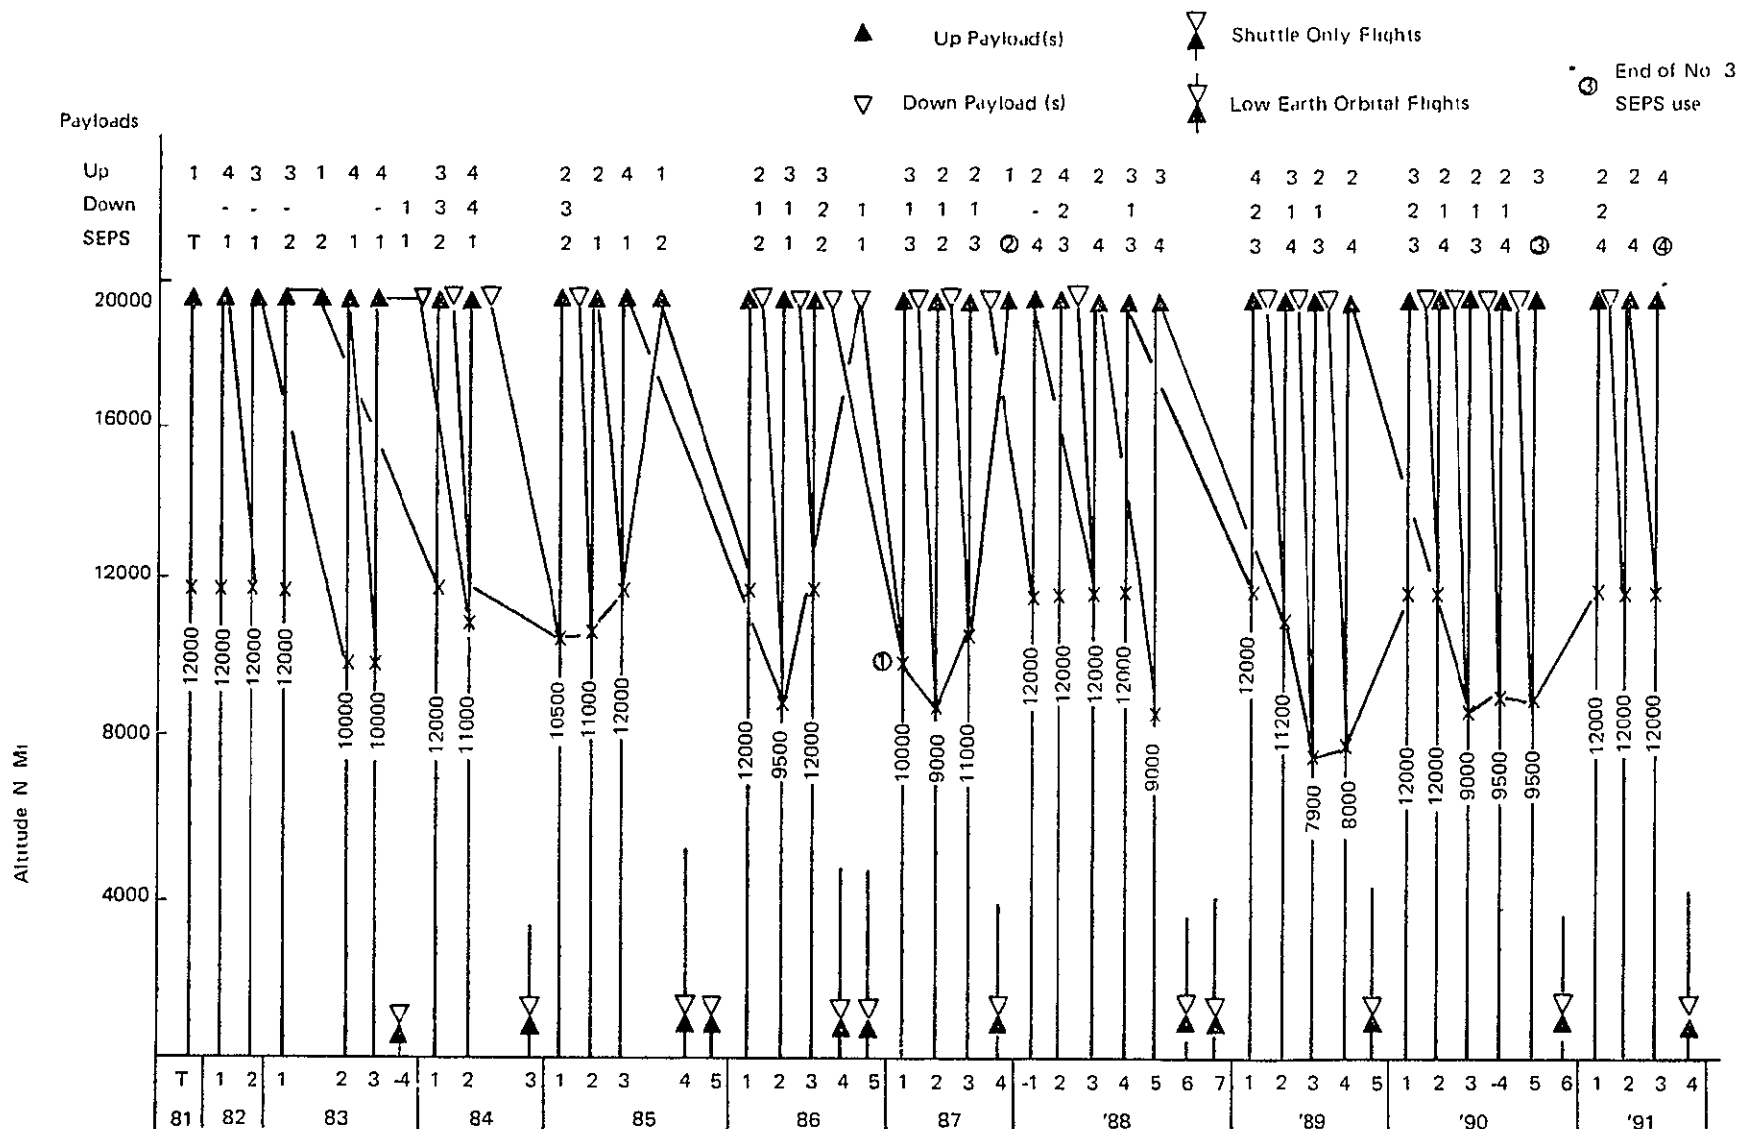 Up Payload(s)
Shuttle Only Flights
End of No 3
③ SEPS use
Down Payload (s)
Low Earth Orbital Flights
Payloads
Up 1 4 3 3 1 4 4 3 4 2 2 4 1 2 3 3 3 2 2 1 2 4 2 3 3 4 3 2 2 3 2 2 2 3 2 2 4
Down - - - - 1 3 4 3 1 1 2 1 1 1 1 - 2 1 2 1 1 2 1 1 1 2
SEPS T 1 1 2 2 1 1 1 2 1 2 1 1 2 2 1 2 1 3 2 3 ② 4 3 4 3 4 3 4 3 4 3 4 3 4 ③ 4 4 ④
20000
16000
12000
8000
4000
Altitude N Mi
12000 12000 12000 12000 10000 10000 12000 11000 10500 11000 12000 12000 9500 12000 ① 10000 9000 11000 12000 12000 12000 12000 9000 12000 11200 7900 8000 12000 12000 9000 9500 9500 12000 12000 12000
T 1 2 1 2 3 -4 1 2 3 1 2 3 4 5 1 2 3 4 5 1 2 3 4 -1 2 3 4 5 6 7 1 2 3 4 5 1 2 3 -4 5 6 1 2 3 4
81 82 83 84 85 86 87 '88 '89 '90 '91